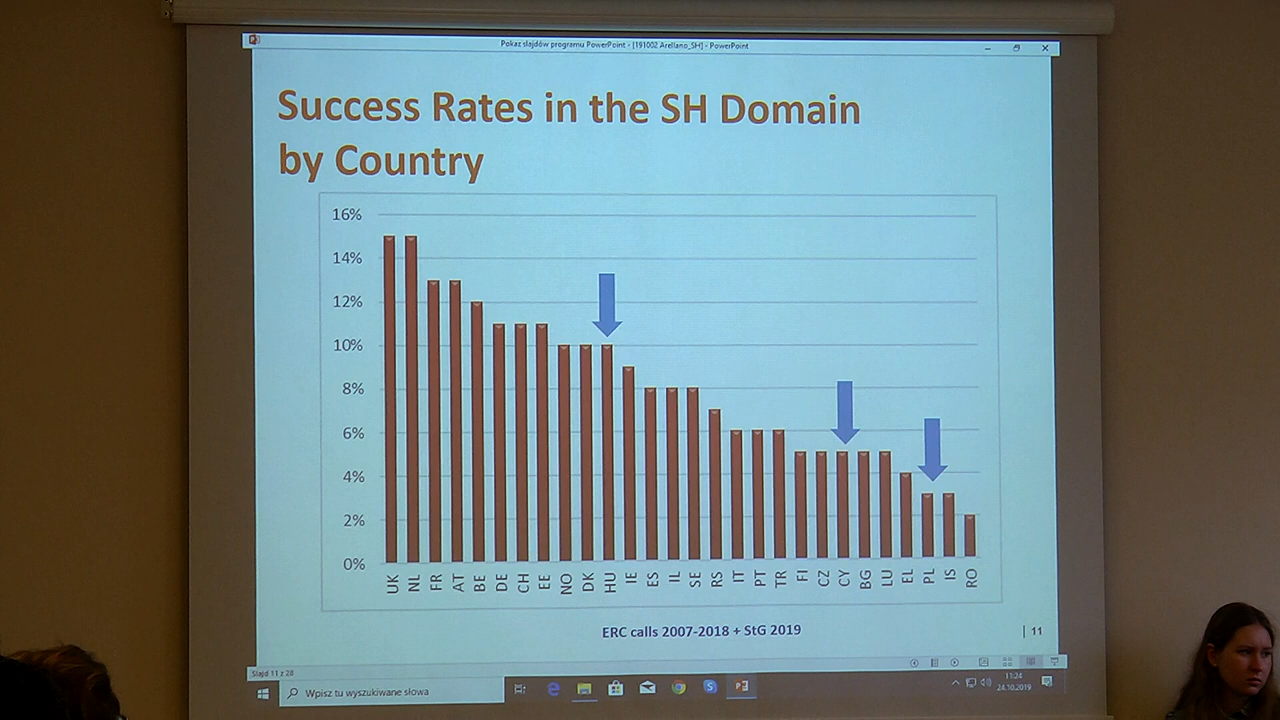 Pokaz slajdów programu PowerPoint - [191002 Arellano_SH] - PowerPoint
Success Rates in the SH Domain
by Country
16%
14%
12%
10%
8%
6%
4%
2%
0%
UK NL FR AT BE DE CH EE NO DK HU IE ES IL SE RS IT PT TR FI CZ CY BG LU EL PL IS RO
ERC calls 2007-2018 + StG 2019
11
Slajd 11 z 28
Wpisz tu wyszukiwane słowa
11:24
24.10.2019